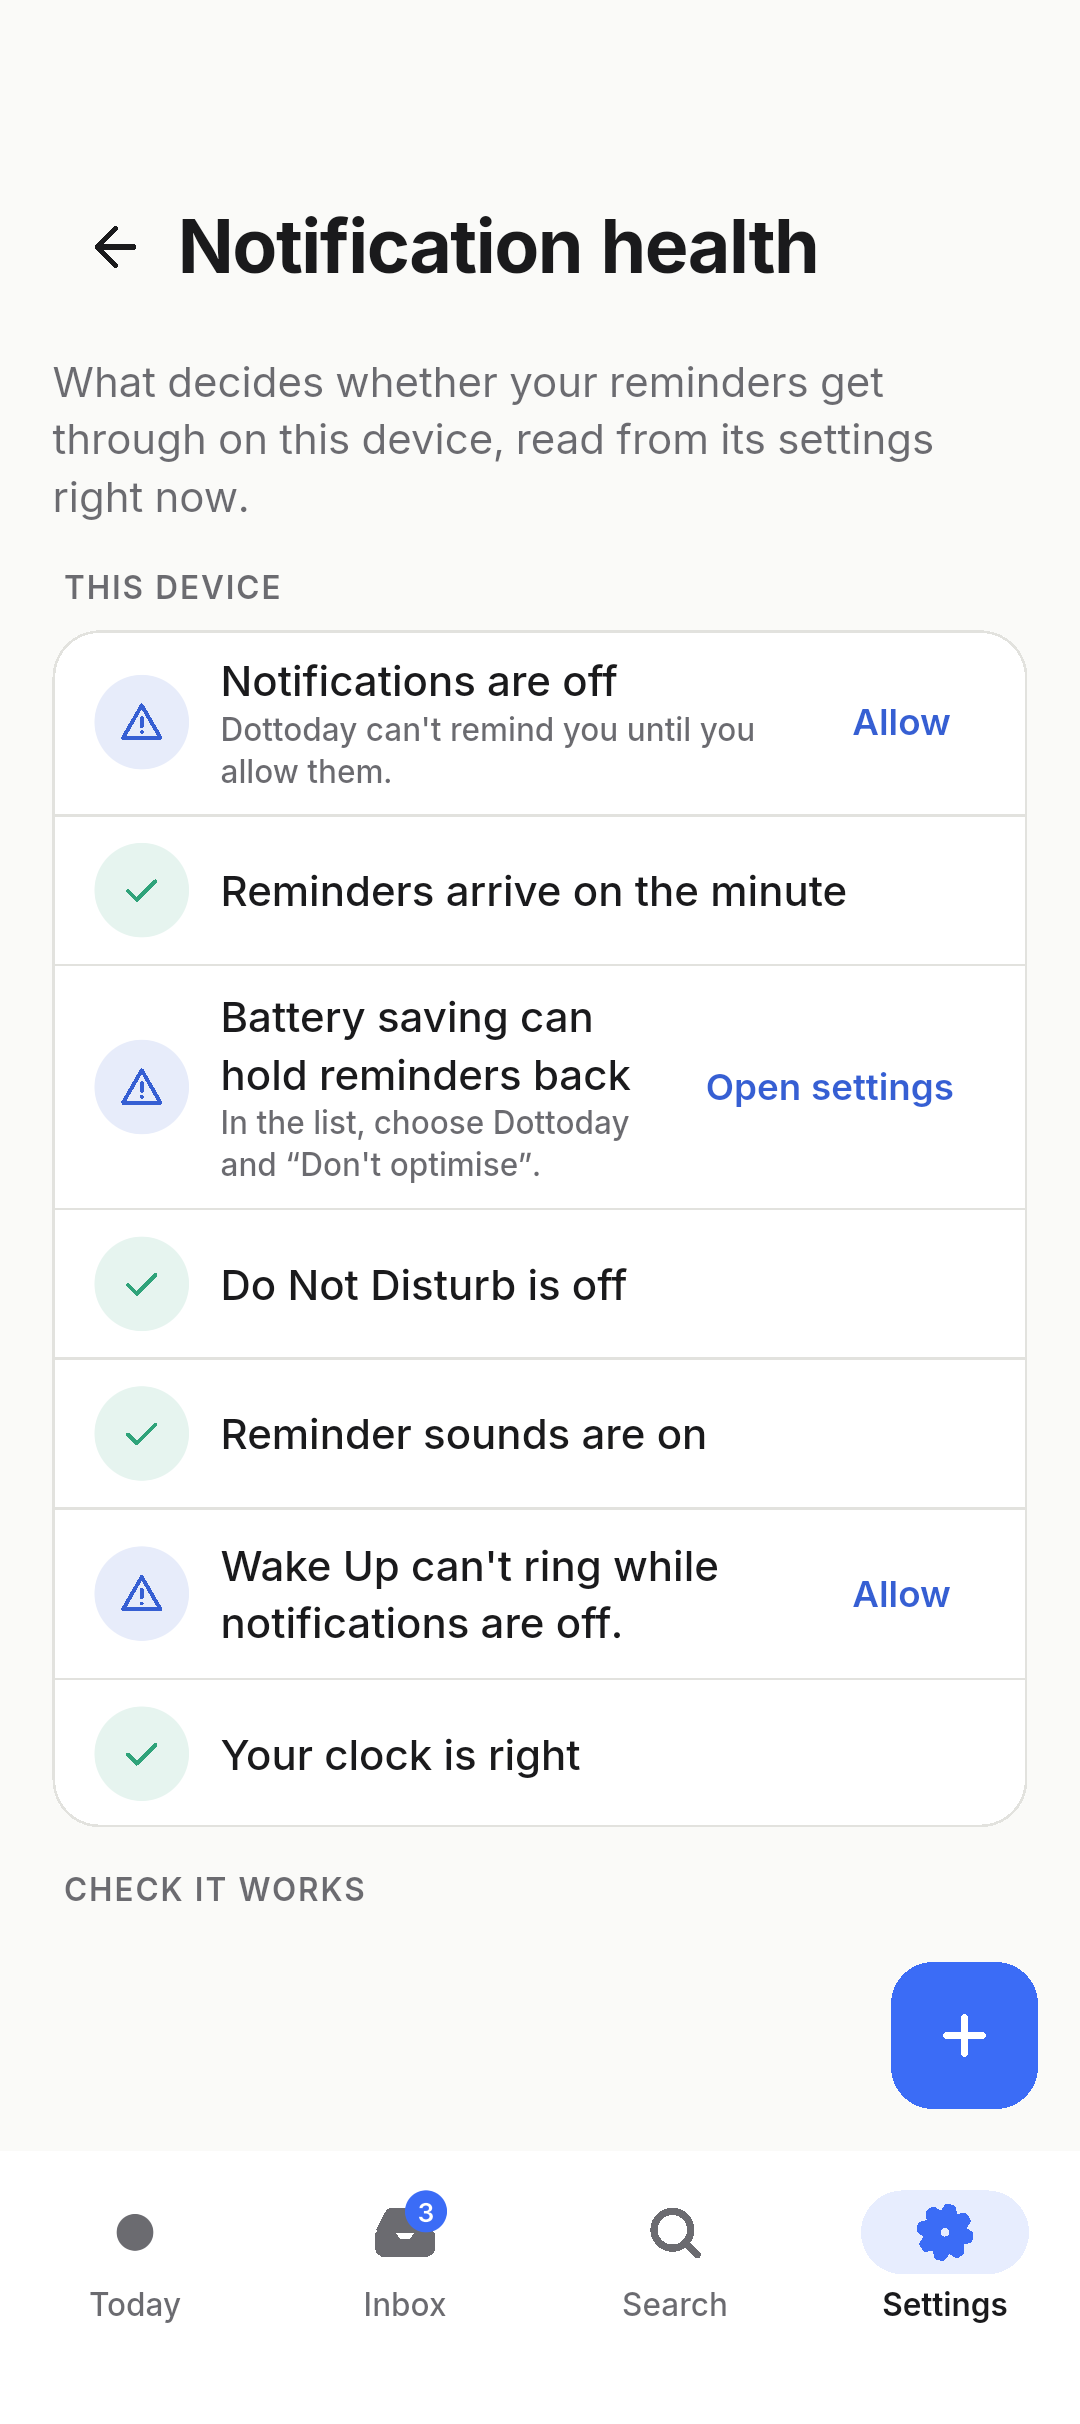 Notification health
What decides whether your reminders get
through on this device, read from its settings
right now.
THIS DEVICE
Notifications are off
Dottoday can't remind you until you
allow them.
Allow
Reminders arrive on the minute
Battery saving can
hold reminders back
In the list, choose Dottoday
and “Don't optimise”.
Open settings
Do Not Disturb is off
Reminder sounds are on
Wake Up can't ring while
notifications are off.
Allow
Your clock is right
CHECK IT WORKS
3
Today
Inbox
Search
Settings